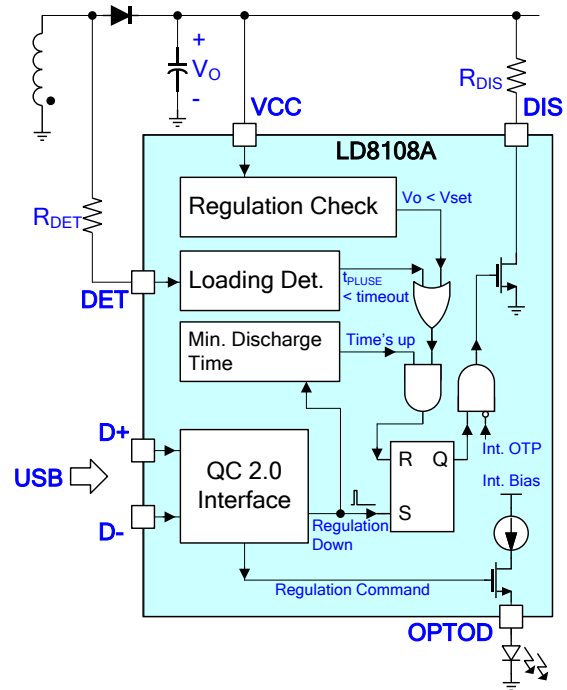 +
VO
-
RDIS
VCC
DIS
LD8108A
Regulation Check
Vo < Vset
RDET
DET
Loading Det.
tPLUSE
< timeout
Min. Discharge
Time
Time's up
D+
USB
D-
QC 2.0
Interface
R
Q
S
Int. OTP
Int. Bias
Regulation
Down
Regulation Command
OPTOD